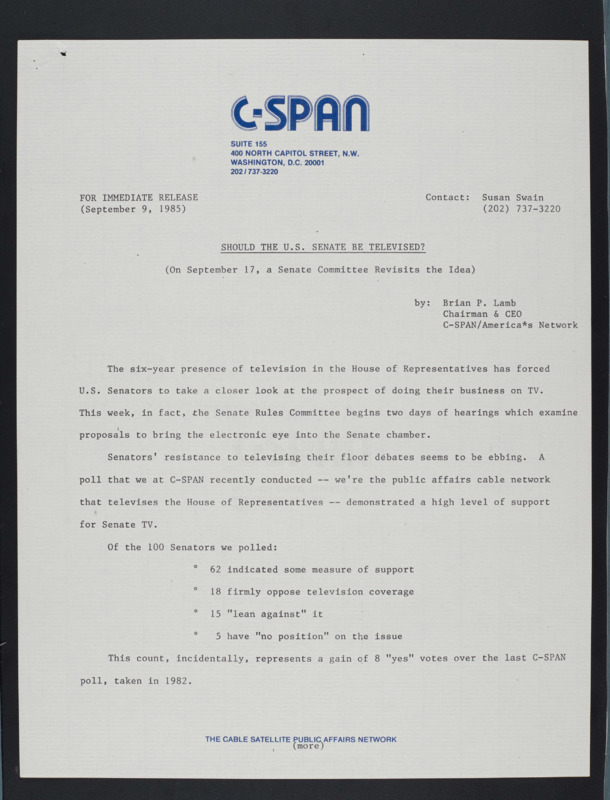 C-SPAN
SUITE 155
400 NORTH CAPITOL STREET, N.W.
WASHINGTON, D.C. 20001
202/737-3220
FOR IMMEDIATE RELEASE
(September 9, 1985)
Contact: Susan Swain
(202) 737-3220
SHOULD THE U.S. SENATE BE TELEVISED?
(On September 17, a Senate Committee Revisits the Idea)
by: Brian P. Lamb
Chairman & CEO
C-SPAN/America*s Network
The six-year presence of television in the House of Representatives has forced
U.S. Senators to take a closer look at the prospect of doing their business on TV.
This week, in fact, the Senate Rules Committee begins two days of hearings which examine
proposals to bring the electronic eye into the Senate chamber.
Senators' resistance to televising their floor debates seems to be ebbing. A
poll that we at C-SPAN recently conducted -- we're the public affairs cable network
that televises the House of Representatives -- demonstrated a high level of support
for Senate TV.
Of the 100 Senators we polled:
° 62 indicated some measure of support
° 18 firmly oppose television coverage
° 15 "lean against" it
° 5 have "no position" on the issue
This count, incidentally, represents a gain of 8 "yes" votes over the last C-SPAN
poll, taken in 1982.
THE CABLE SATELLITE PUBLIC AFFAIRS NETWORK
(more)